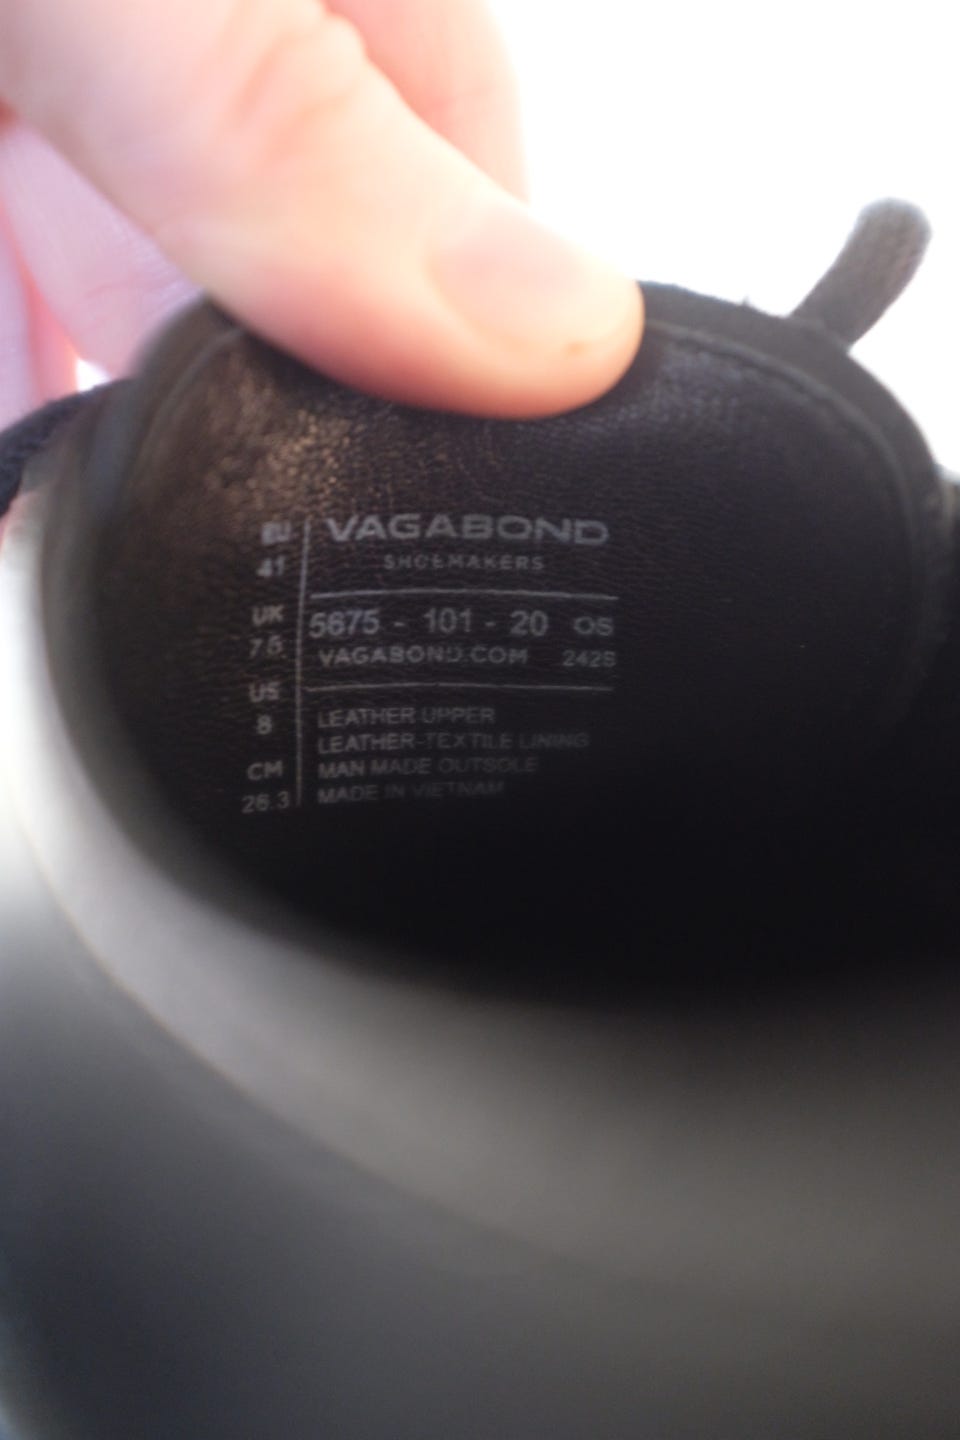 EU
41
UK
7.5
US
8
CM
26.3
VAGABOND
SHOEMAKERS
5675 - 101 - 20 OS
VAGABOND.COM 242S
LEATHER UPPER
LEATHER-TEXTILE LINING
MAN MADE OUTSOLE
MADE IN VIETNAM